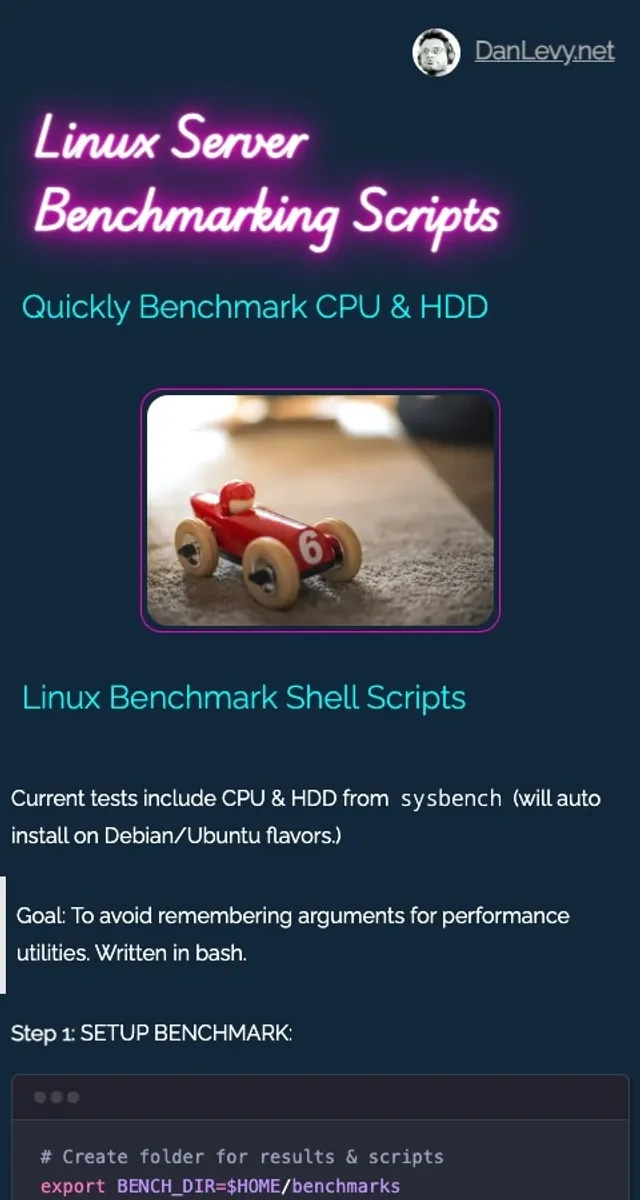 DanLevy.net
Linux Server
Benchmarking Scripts
Quickly Benchmark CPU & HDD
6
Linux Benchmark Shell Scripts
Current tests include CPU & HDD from sysbench (will auto
install on Debian/Ubuntu flavors.)
Goal: To avoid remembering arguments for performance
utilities. Written in bash.
Step 1: SETUP BENCHMARK:
# Create folder for results & scripts
export BENCH_DIR=$HOME/benchmarks